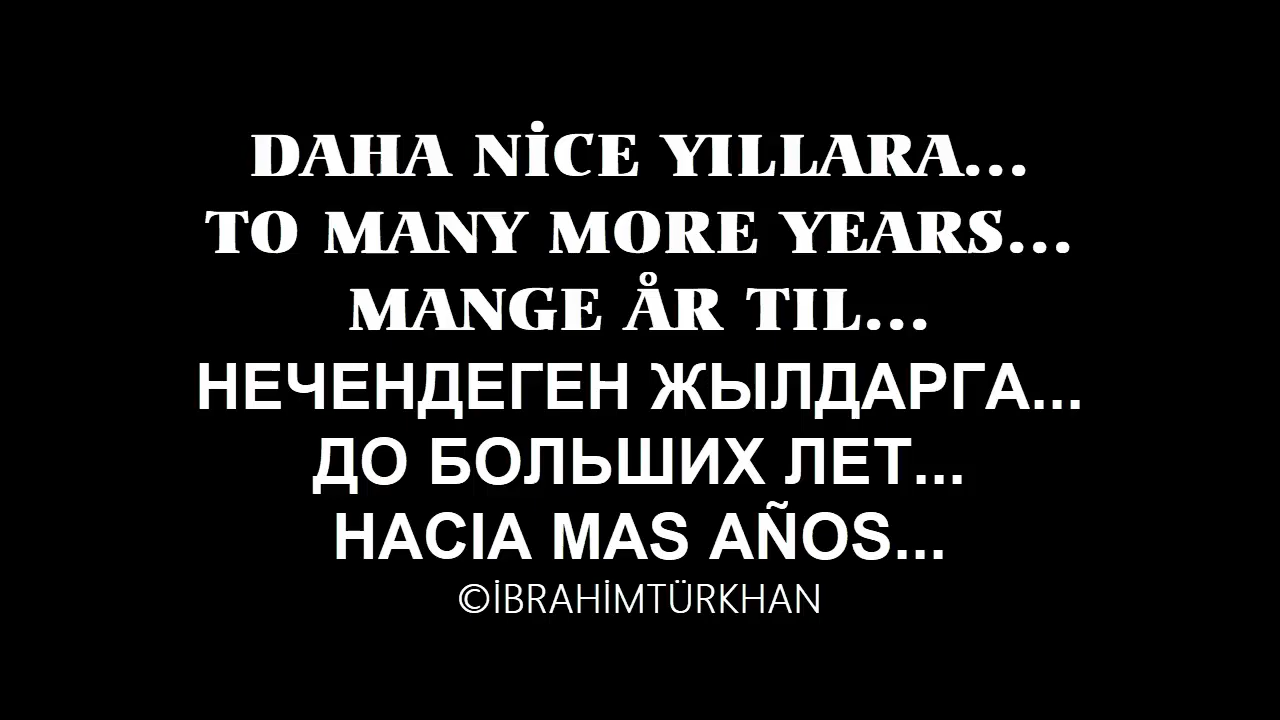 DAHA NİCE YILLARA...
TO MANY MORE YEARS...
MANGE ÅR TIL...
НЕЧЕНДЕГЕН ЖЫЛДАРГА...
ДО БОЛЬШИХ ЛЕТ...
HACIA MAS AÑOS...
©İBRAHİMTÜRKHAN